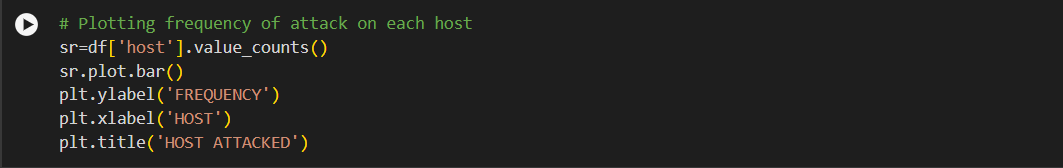 # Plotting frequency of attack on each host
sr=df['host'].value_counts()
sr.plot.bar()
plt.ylabel('FREQUENCY')
plt.xlabel('HOST')
plt.title('HOST ATTACKED')